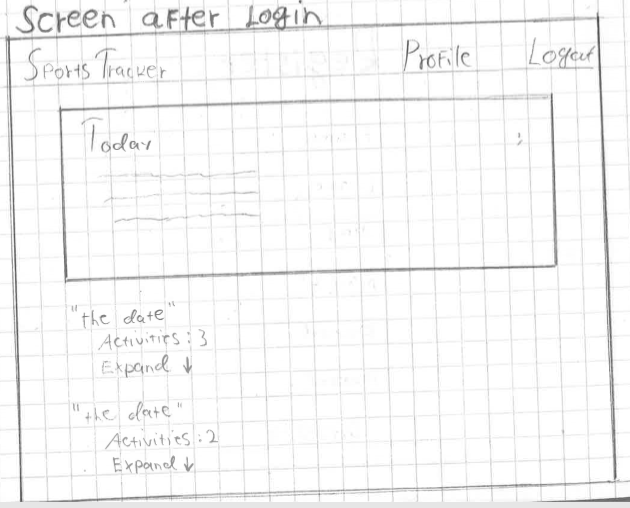 Screen after Login
Sports Tracker Profile Logout
Today
"the date"
Activities: 3
Expand ↓
"the date"
Activities: 2
Expand ↓